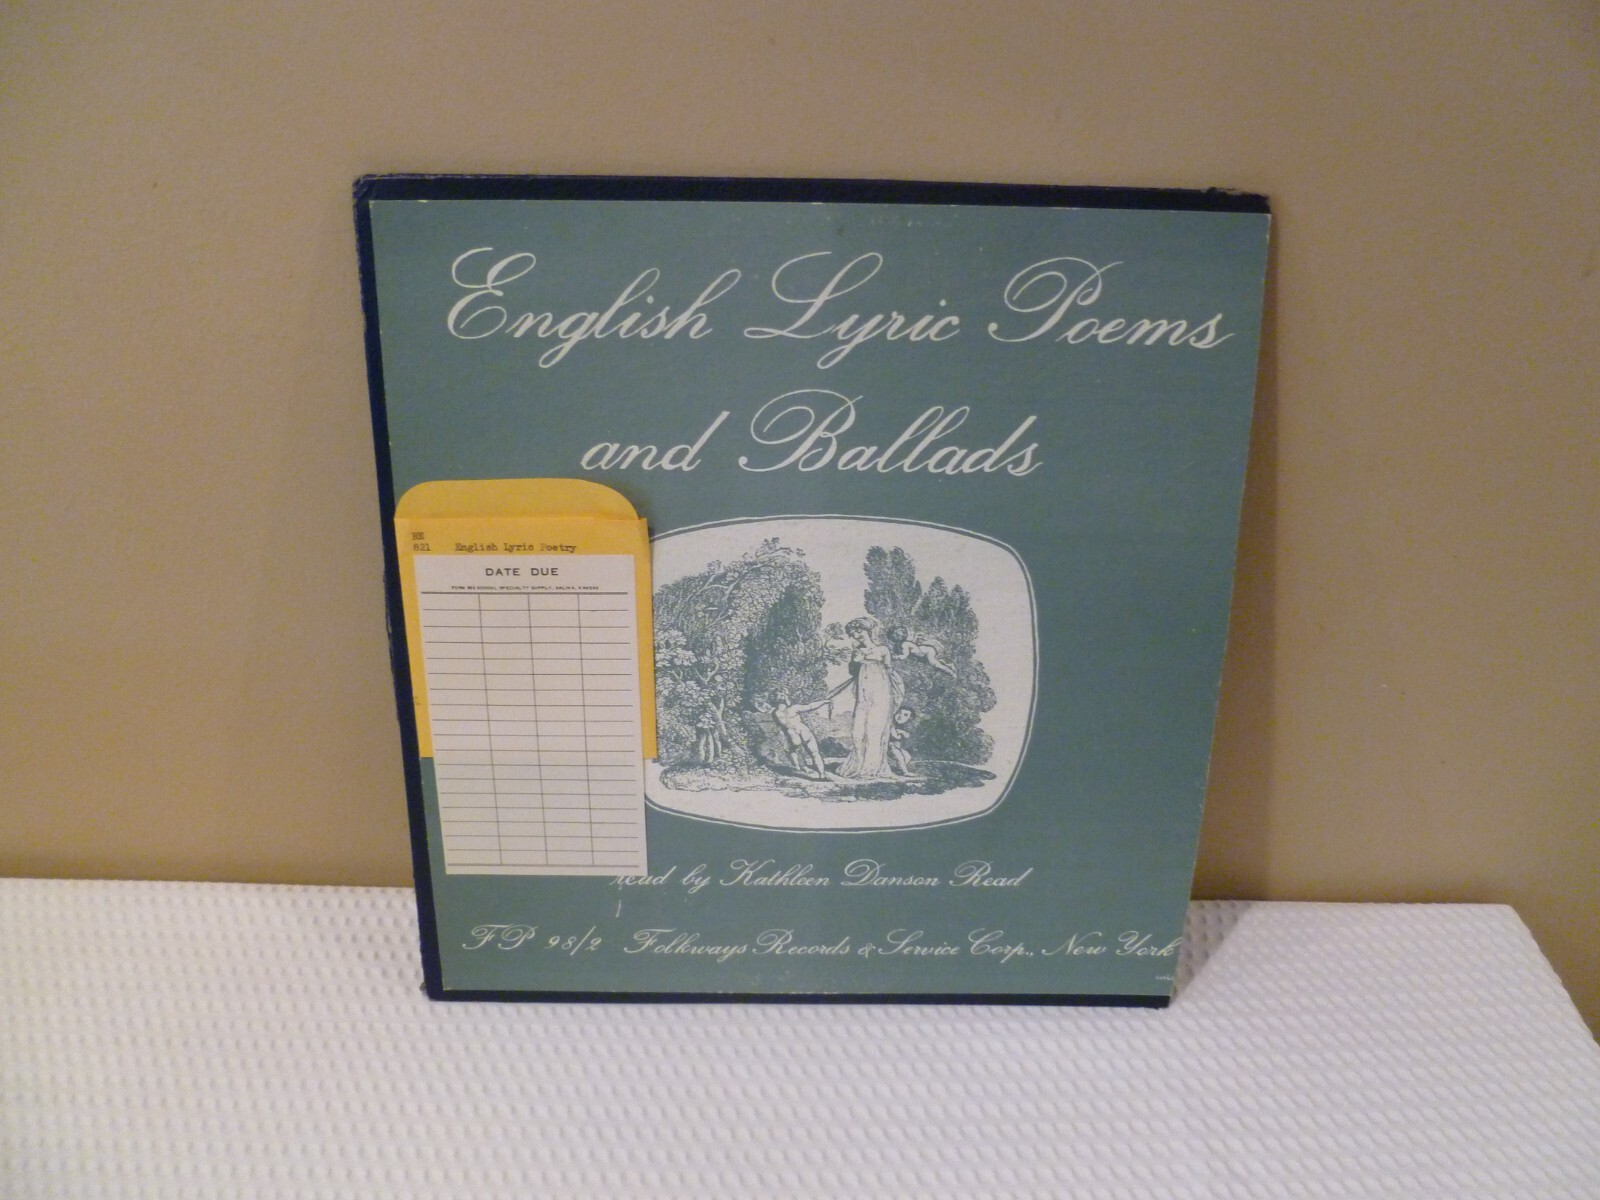 English Lyric Poems
and Ballads
RE
821 English Lyric Poetry
DATE DUE
read by Kathleen Danson Read
FP 98/2 Folkways Records & Service Corp., New York